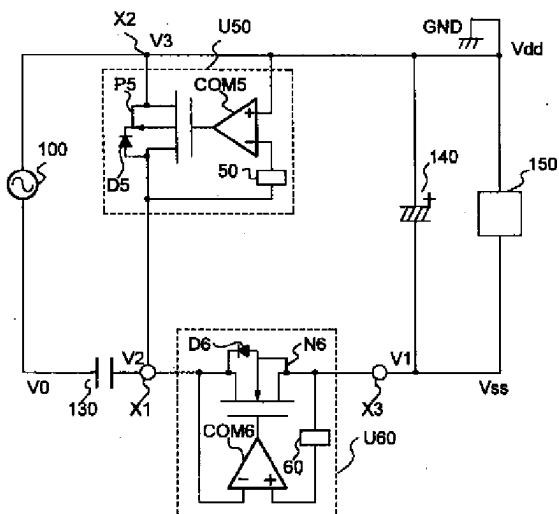 GND
U50
X2
V3
Vdd
P5
COM5
+
-
100
D5
50
140
+
150
D6
N6
V2
V1
V0
130
X1
X3
Vss
COM6
60
U60
- +